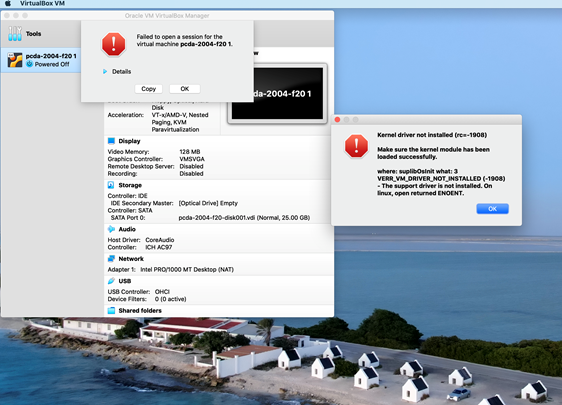 VirtualBox VM
Oracle VM VirtualBox Manager
Tools
pcda-2004-f20 1
Powered Off
Failed to open a session for the
virtual machine pcda-2004-f20 1.
Details
Copy
OK
Disk
Acceleration: VT-x/AMD-V, Nested
Paging, KVM
Paravirtualization
cda-2004-f20 1
Display
Video Memory: 128 MB
Graphics Controller: VMSVGA
Remote Desktop Server: Disabled
Recording: Disabled
Storage
Controller: IDE
IDE Secondary Master: [Optical Drive] Empty
Controller: SATA
SATA Port 0: pcda-2004-f20-disk001.vdi (Normal, 25.00 GB)
Audio
Host Driver: CoreAudio
Controller: ICH AC97
Network
Adapter 1: Intel PRO/1000 MT Desktop (NAT)
USB
USB Controller: OHCI
Device Filters: 0 (0 active)
Shared folders
Kernel driver not installed (rc=-1908)
Make sure the kernel module has been
loaded successfully.
where: suplibOsInit what: 3
VERR_VM_DRIVER_NOT_INSTALLED (-1908)
- The support driver is not installed. On
linux, open returned ENOENT.
OK